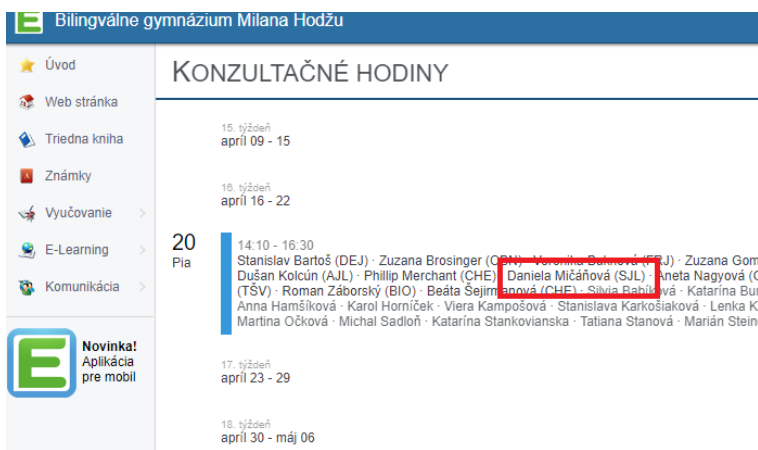 Bilingválne gymnázium Milana Hodžu
Úvod
Web stránka
Triedna kniha
Známky
Vyučovanie
E-Learning
Komunikácia
Novinka!
Aplikácia
pre mobil
KONZULTAČNÉ HODINY
15. týždeň
apríl 09 - 15
16. týždeň
apríl 16 - 22
20
Pia
14:10 - 16:30
Stanislav Bartoš (DEJ) · Zuzana Brosinger (OBN) · Veronika (FRJ) · Zuzana
Dušan Kolcún (AJL) · Phillip Merchant (CHE) · Daniela Mičáňová (SJL) · Aneta Nagyová
(TŠV) · Roman Záborský (BIO) · Beáta Šejirmanová (CHE) · Silvia Babíková · Katarína
Anna Hamšíková · Karol Horníček · Viera Kampošová · Stanislava Karkošiaková · Lenka K
Martina Očková · Michal Sadloň · Katarína Stankovianska · Tatiana Stanová · Marián
17. týždeň
apríl 23 - 29
18. týždeň
apríl 30 - máj 06